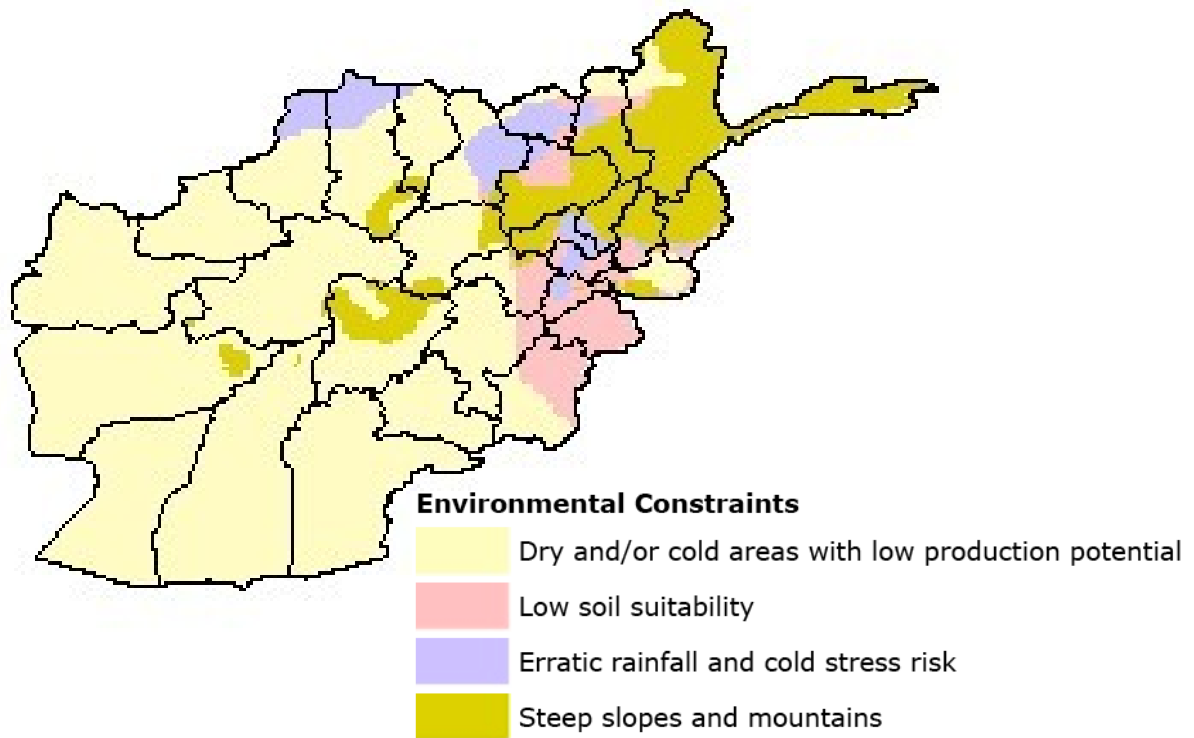 Environmental Constraints
Dry and/or cold areas with low production potential
Low soil suitability
Erratic rainfall and cold stress risk
Steep slopes and mountains